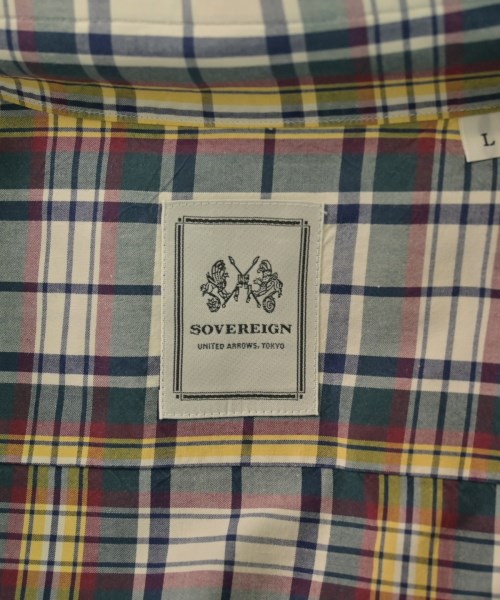 L
SOVEREIGN
UNITED ARROWS, TOKYO